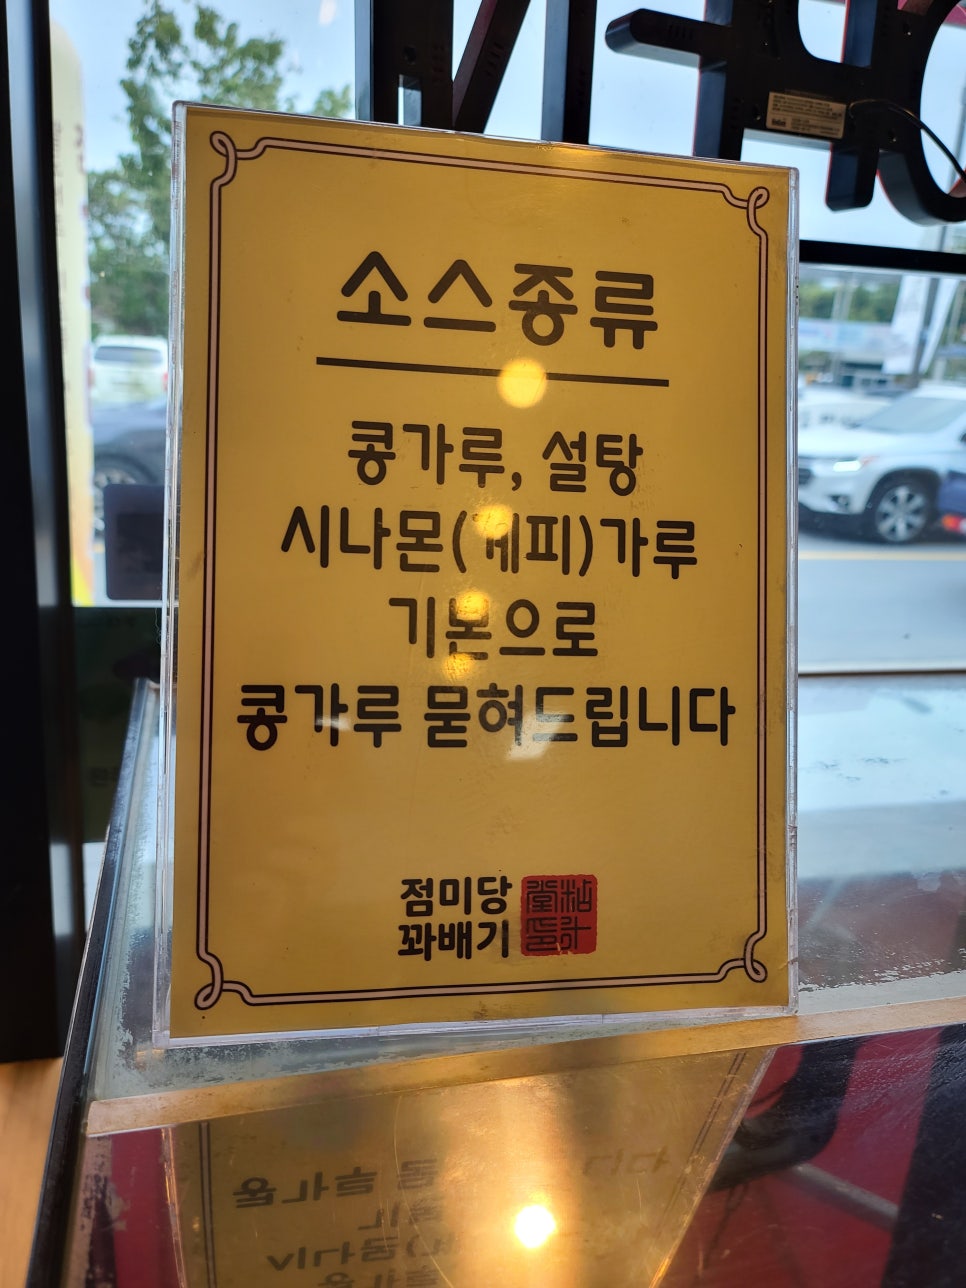 소스종류
콩가루, 설탕
시나몬(계피)가루
기본으로
콩가루 묻혀드립니다
점미당
꽈배기